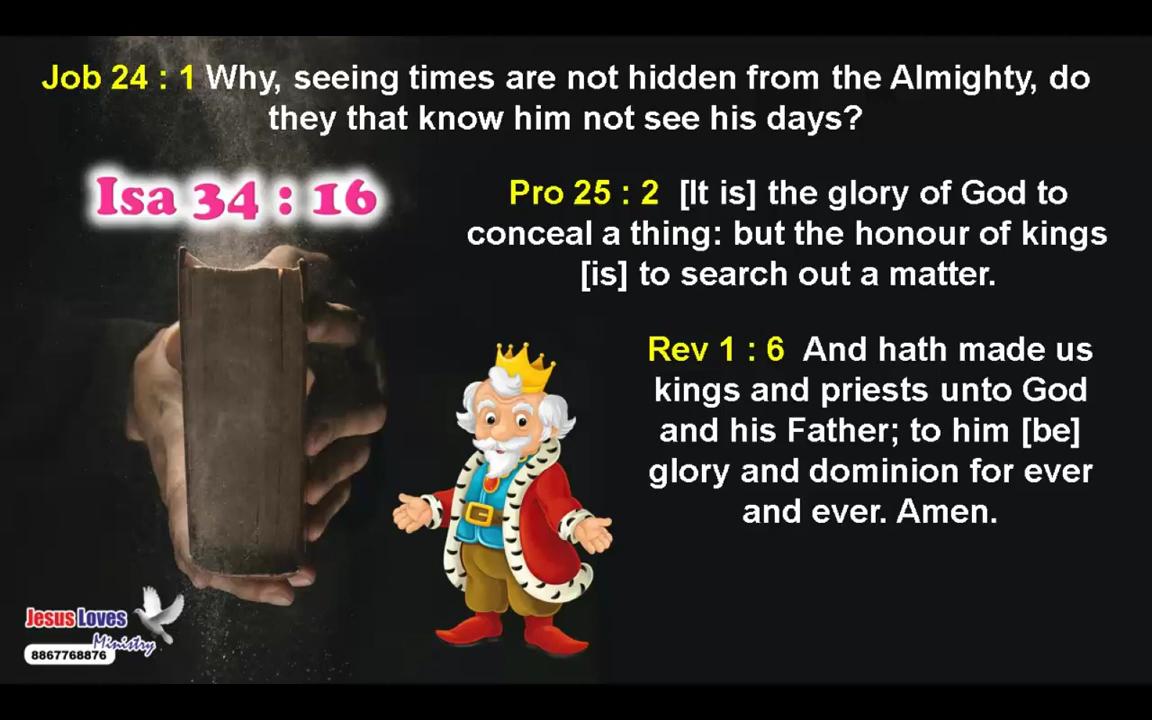 Job 24 : 1 Why, seeing times are not hidden from the Almighty, do
they that know him not see his days?
Isa 34 : 16
Pro 25 : 2 [It is] the glory of God to
conceal a thing: but the honour of kings
[is] to search out a matter.
Rev 1 : 6 And hath made us
kings and priests unto God
and his Father; to him [be]
glory and dominion for ever
and ever. Amen.
Jesus Loves
Ministry
8867768876